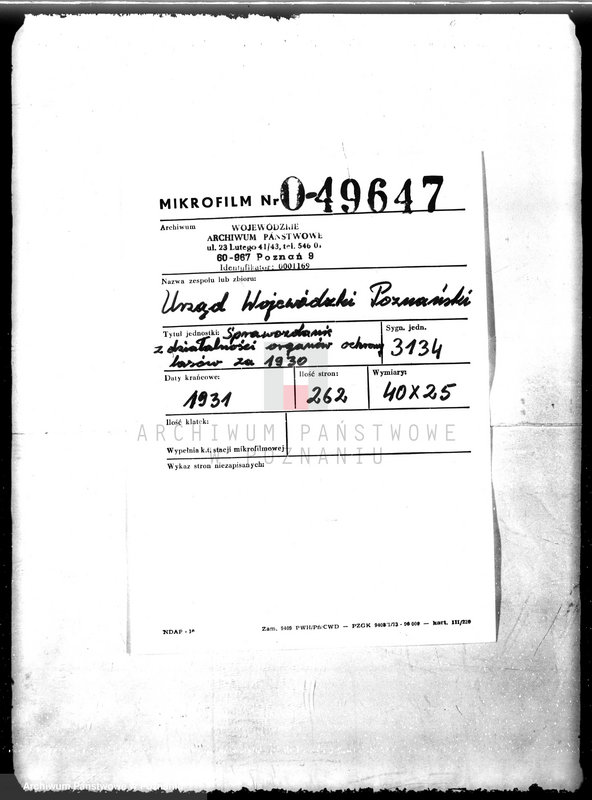 MIKROFILM Nr 0-49647
Archiwum
WOJEWÓDZKIE
ARCHIWUM PAŃSTWOWE
ul. 23 Lutego 41/43, tel. 546 0
60-967 Poznań 9
Identyfikator: 0001169
Nazwa zespołu lub zbioru:
Urząd Wojewódzki Poznański
Tytuł jednostki: Sprawozdanie
z działalności organów ochrony
lasów za 1930
Sygn. jedn.
3134
Daty krańcowe:
1931
Ilość stron:
262
Wymiary:
40X25
Ilość klatek:
Wypełnia k.t. stacji mikrofilmowej
Wykaz stron niezapisanych:
ARCHIWUM PAŃSTWOWE
W POZNANIU
NDAP -
Zam.
Archiwum Państwowe